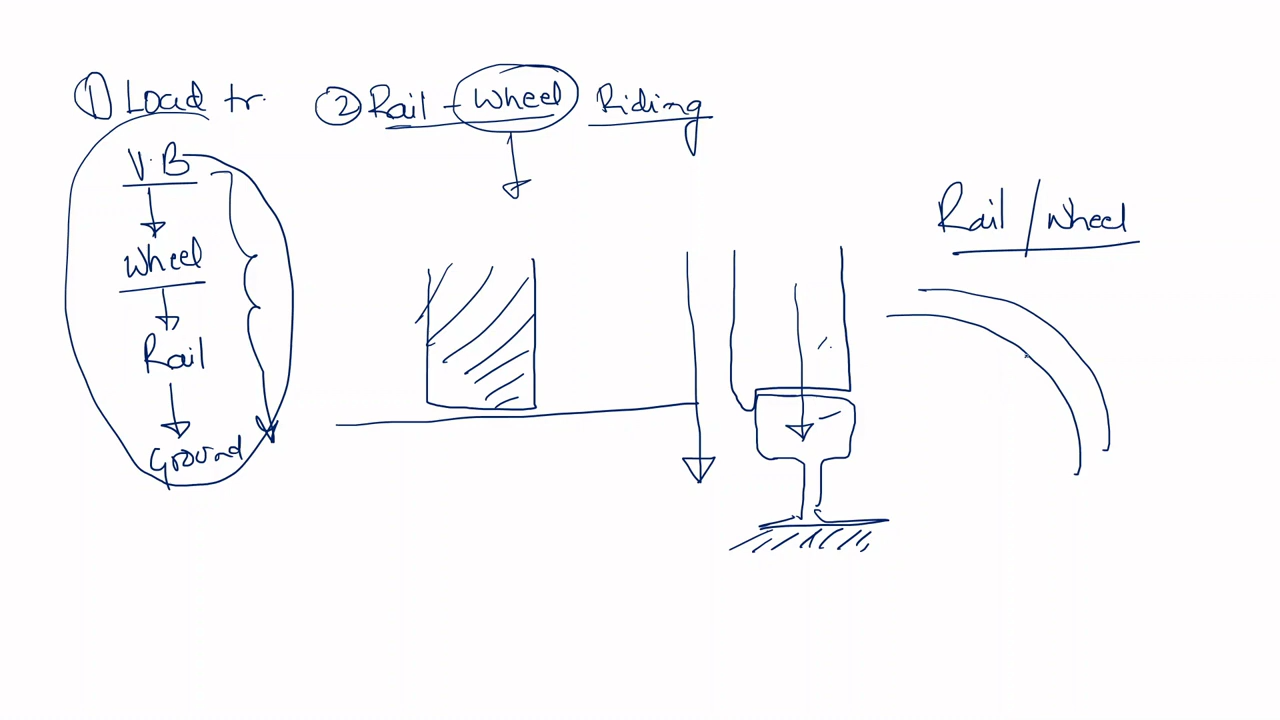 ① Load tr. ② Rail - Wheel Riding
V.B
Wheel
Rail
Ground
Rail / Wheel